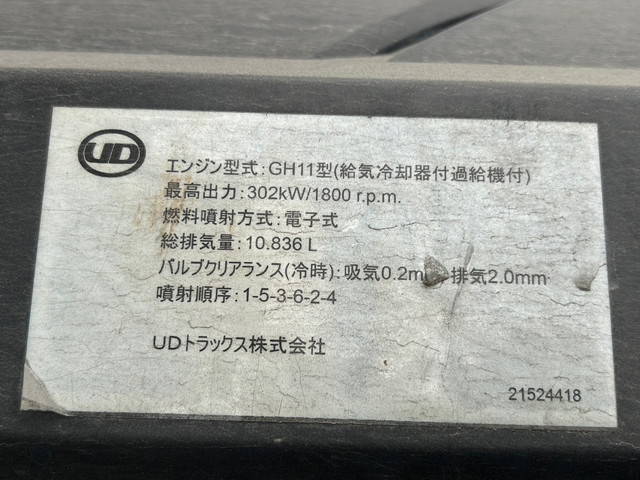 UD
エンジン型式:GH11型(給気冷却器付過給機付)
最高出力:302kW/1800 r.p.m.
燃料噴射方式:電子式
総排気量:10.836 L
バルブクリアランス(冷時):吸気0.2m 排気2.0mm
噴射順序:1-5-3-6-2-4
UDトラックス株式会社
21524418